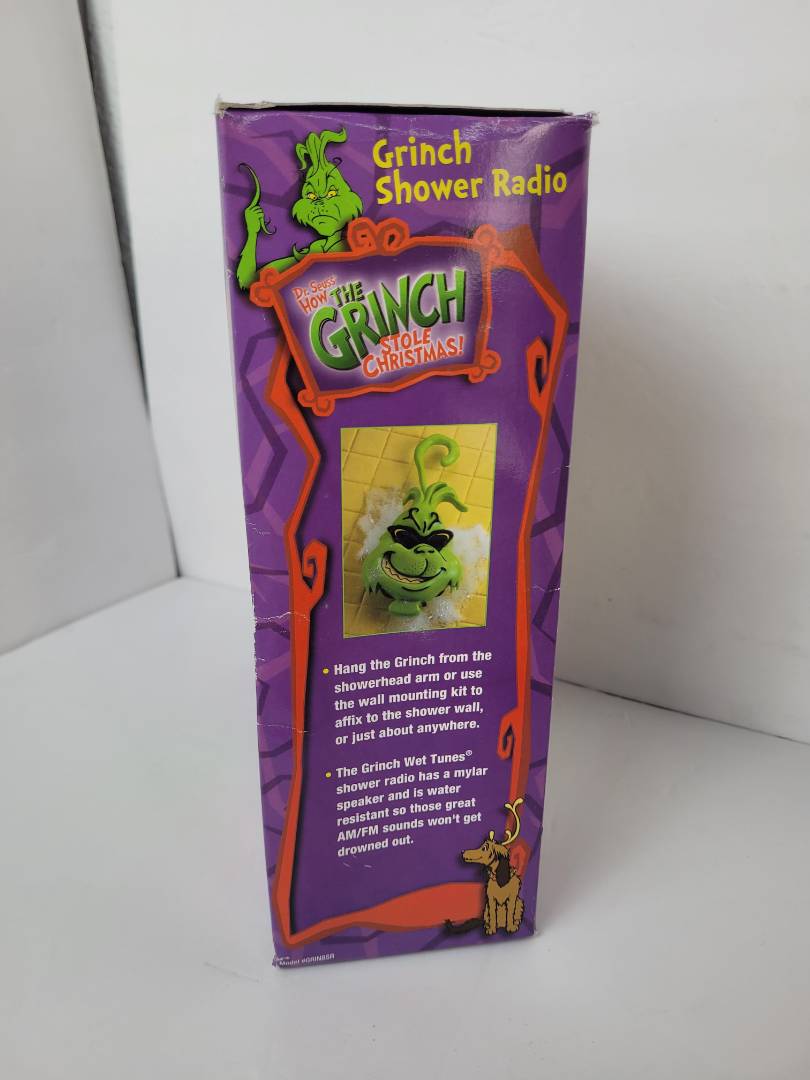 Grinch
Shower Radio
Dr. Seuss'
HOW THE
GRINCH
STOLE
CHRISTMAS!
• Hang the Grinch from the
showerhead arm or use
the wall mounting kit to
affix to the shower wall,
or just about anywhere.
• The Grinch Wet Tunes®
shower radio has a mylar
speaker and is water
resistant so those great
AM/FM sounds won't get
drowned out.
Model #GRINBSR